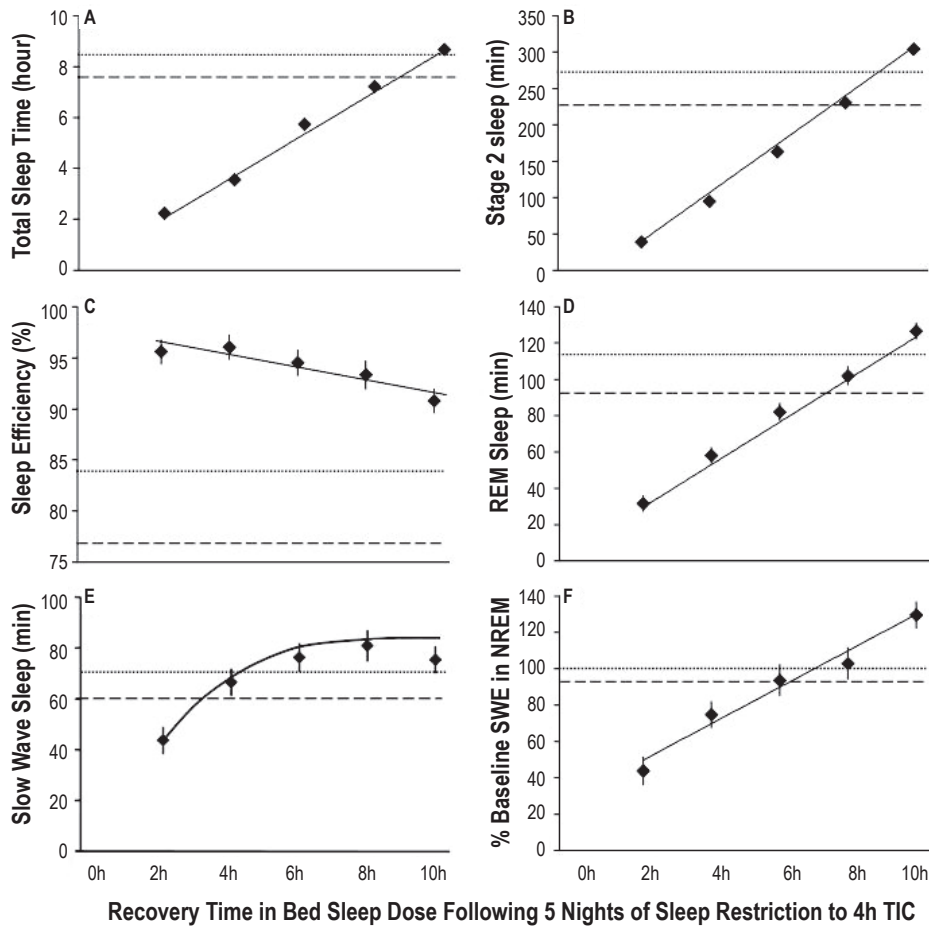 A
Total Sleep Time (hour)
10
8
6
4
2
0
B
Stage 2 sleep (min)
350
300
250
200
150
100
50
0
C
Sleep Efficiency (%)
100
95
90
85
80
75
D
REM Sleep (min)
140
120
100
80
60
40
20
0
E
Slow Wave Sleep (min)
100
80
60
40
20
0
0h 2h 4h 6h 8h 10h
F
% Baseline SWE in NREM
140
120
100
80
60
40
20
0
0h 2h 4h 6h 8h 10h
Recovery Time in Bed Sleep Dose Following 5 Nights of Sleep Restriction to 4h TIC